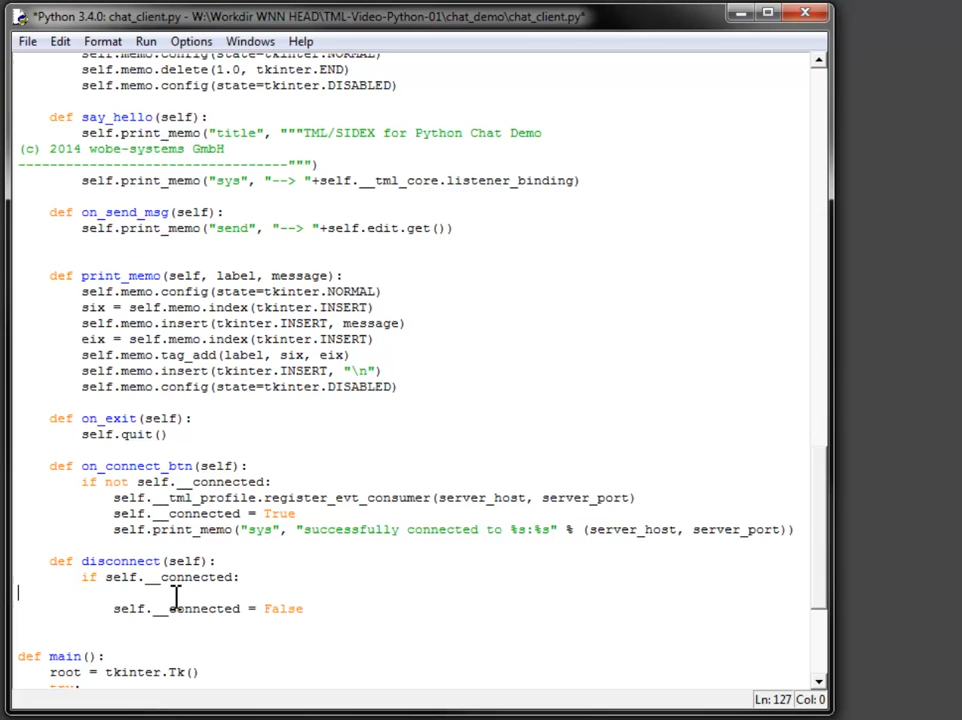 *Python 3.4.0: chat_client.py - W:\Workdir WNN HEAD\TML-Video-Python-01\chat_demo\chat_client.py*
File Edit Format Run Options Windows Help
self.memo.config(state=tkinter.NORMAL)
self.memo.delete(1.0, tkinter.END)
self.memo.config(state=tkinter.DISABLED)
def say_hello(self):
self.print_memo("title", """TML/SIDEX for Python Chat Demo
(c) 2014 wobe-systems GmbH
----------------------------------""")
self.print_memo("sys", "--> "+self.__tml_core.listener_binding)
def on_send_msg(self):
self.print_memo("send", "--> "+self.edit.get())
def print_memo(self, label, message):
self.memo.config(state=tkinter.NORMAL)
six = self.memo.index(tkinter.INSERT)
self.memo.insert(tkinter.INSERT, message)
eix = self.memo.index(tkinter.INSERT)
self.memo.tag_add(label, six, eix)
self.memo.insert(tkinter.INSERT, "\n")
self.memo.config(state=tkinter.DISABLED)
def on_exit(self):
self.quit()
def on_connect_btn(self):
if not self.__connected:
self.__tml_profile.register_evt_consumer(server_host, server_port)
self.__connected = True
self.print_memo("sys", "successfully connected to %s:%s" % (server_host, server_port))
def disconnect(self):
if self.__connected:
self.__connected = False
def main():
root = tkinter.Tk()
try:
Ln: 127 Col: 0